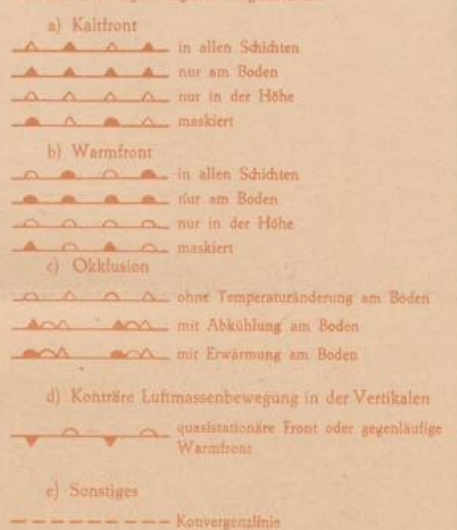 a) Kaltfront
in allen Schichten
nur am Boden
nur in der Höhe
maskiert
b) Warmfront
in allen Schichten
nur am Boden
nur in der Höhe
maskiert
c) Okklusion
ohne Temperaturänderung am Boden
mit Abkühlung am Boden
mit Erwärmung am Boden
d) Konträre Luftmassenbewegung in der Vertikalen
quasistationäre Front oder gegenläufige
Warmfront
e) Sonstiges
Konvergenzlinie